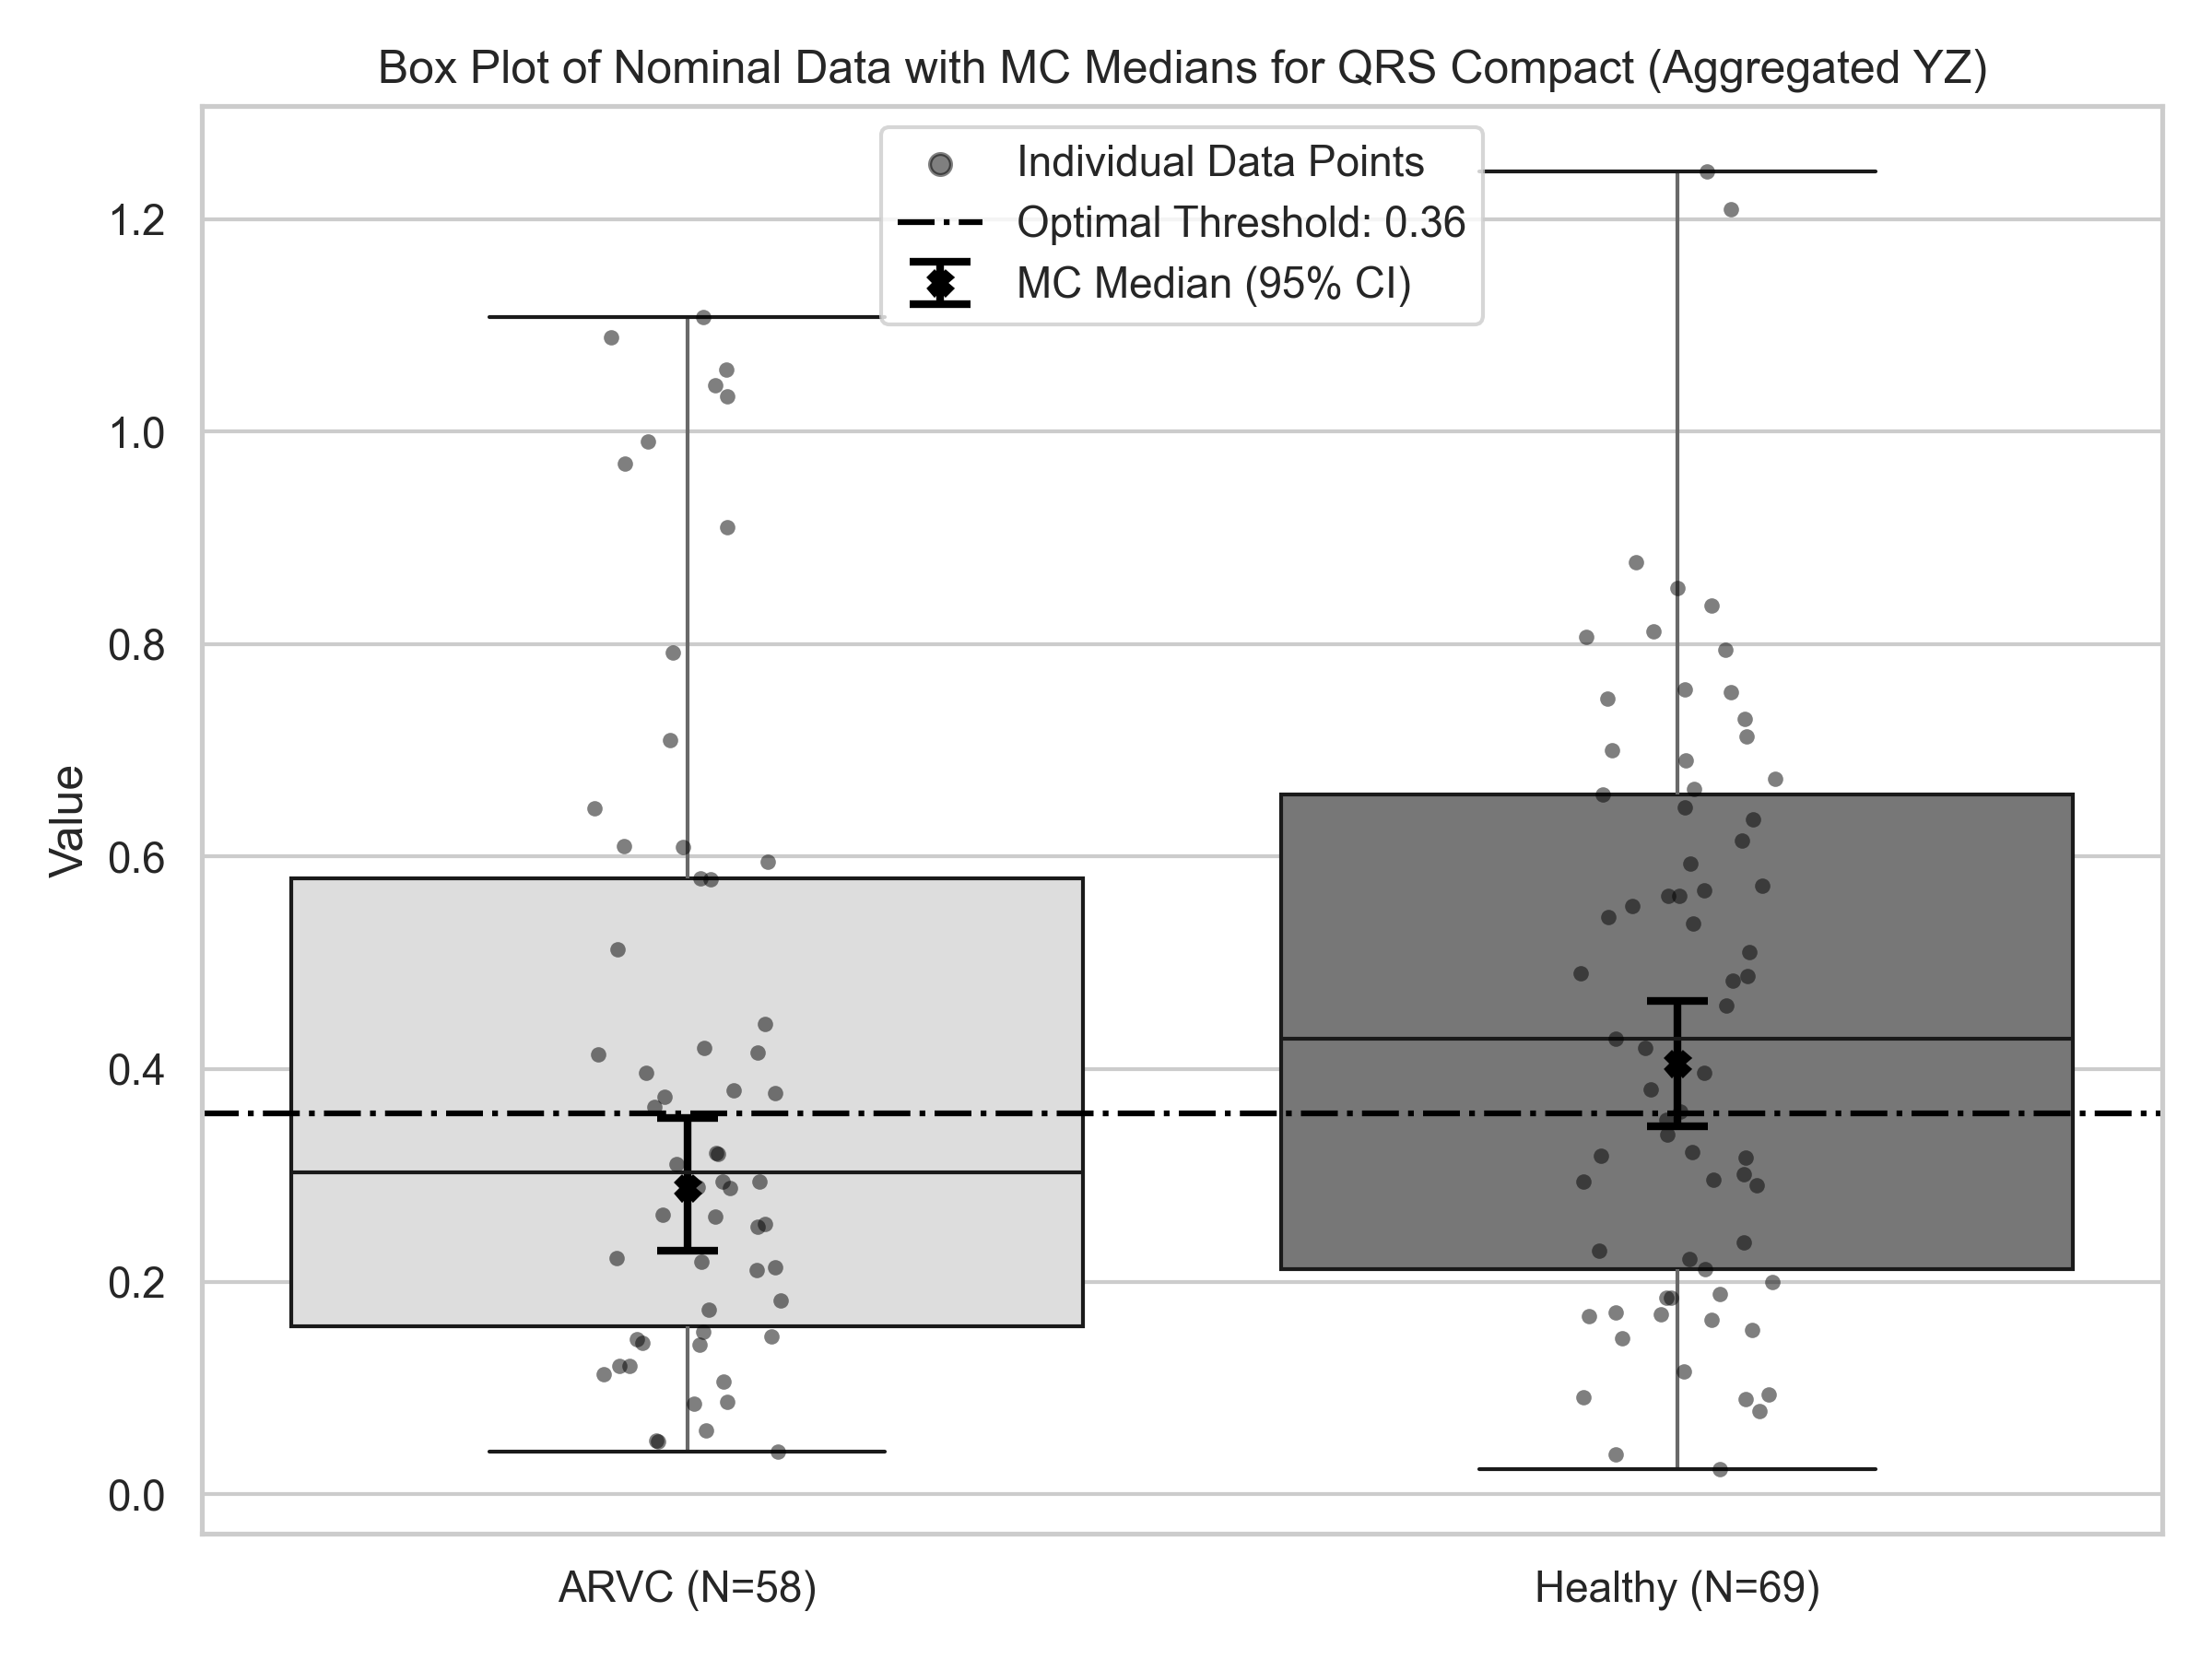 Box Plot of Nominal Data with MC Medians for QRS Compact (Aggregated YZ)
Individual Data Points
Optimal Threshold: 0.36
MC Median (95% CI)
Value
1.2
1.0
0.8
0.6
0.4
0.2
0.0
ARVC (N=58)
Healthy (N=69)